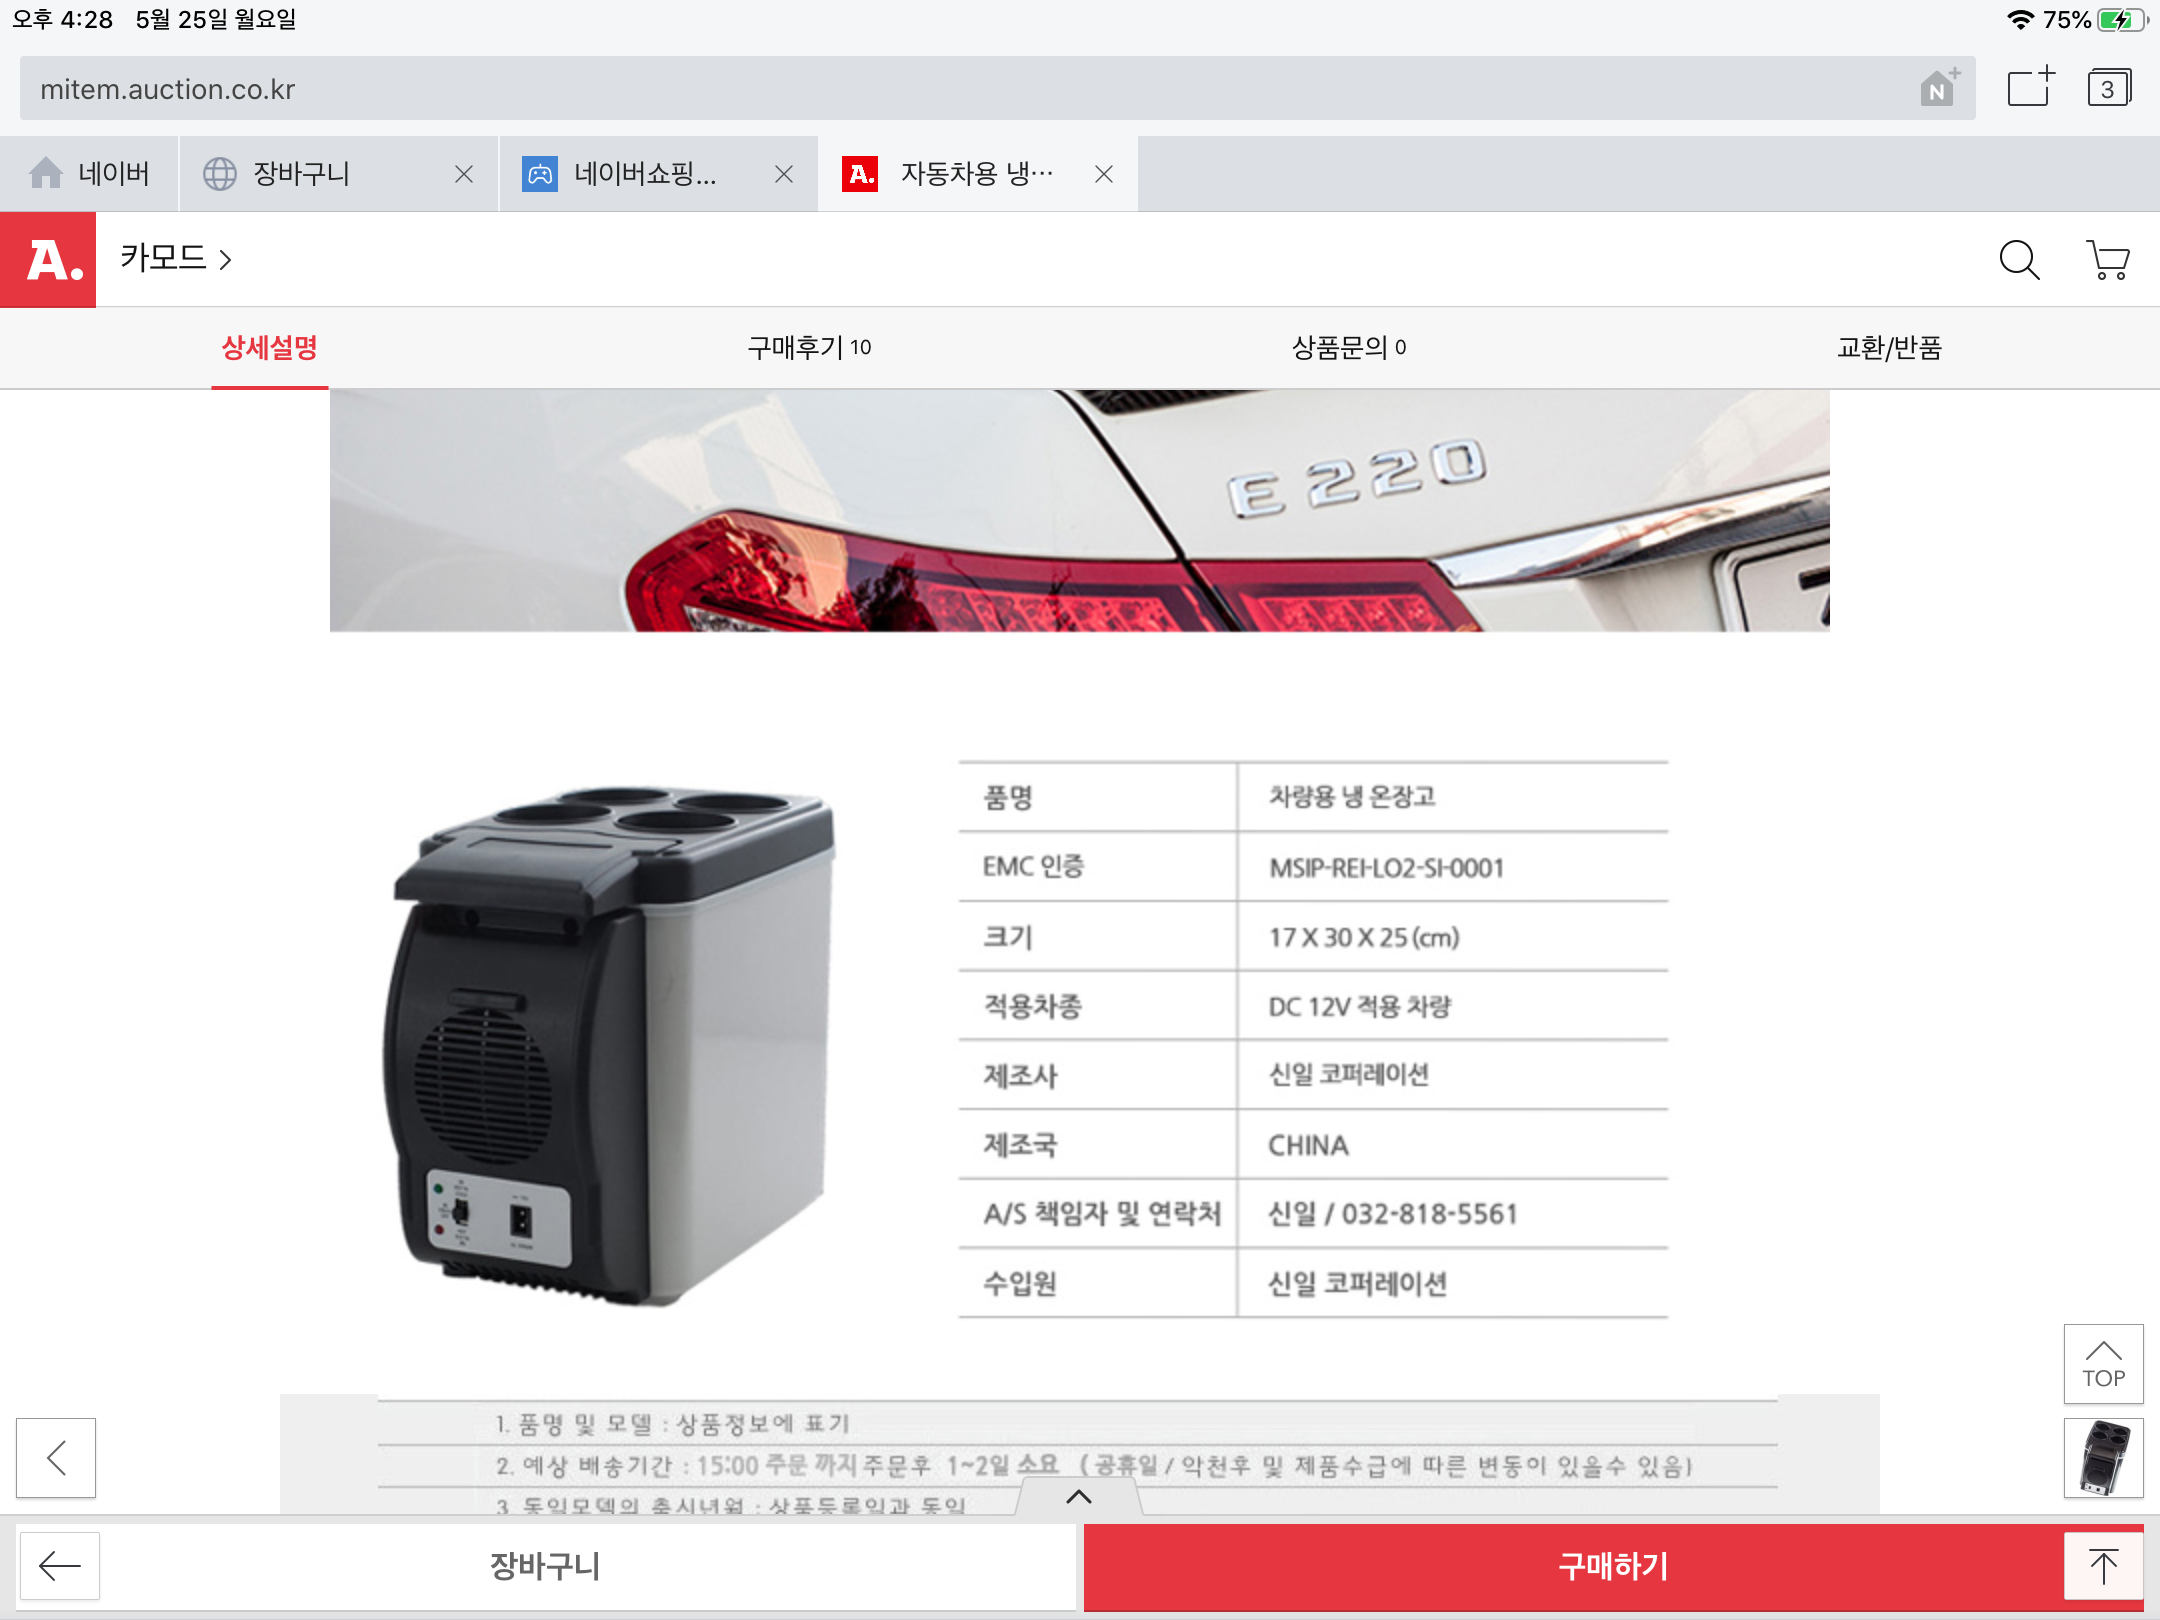 오후 4:28 5월 25일 월요일
75%
mitem.auction.co.kr
N
3
네이버
장바구니
네이버쇼핑...
A. 자동차용 냉...
A. 카모드
상세설명
구매후기 10
상품문의 0
교환/반품
E 220
품명 차량용 냉 온장고
EMC 인증 MSIP-REI-LO2-SI-0001
크기 17 X 30 X 25 (cm)
적용차종 DC 12V 적용 차량
제조사 신일 코퍼레이션
제조국 CHINA
A/S 책임자 및 연락처 신일 / 032-818-5561
수입원 신일 코퍼레이션
TOP
1. 품명 및 모델 : 상품정보에 표기
2. 예상 배송기간 : 15:00 주문 까지 주문후 1~2일 소요 ( 공휴일 / 악천후 및 제품수급에 따른 변동이 있을수 있음)
3. 동일모델의 출시년월 : 상품등록일과 동일
장바구니
구매하기